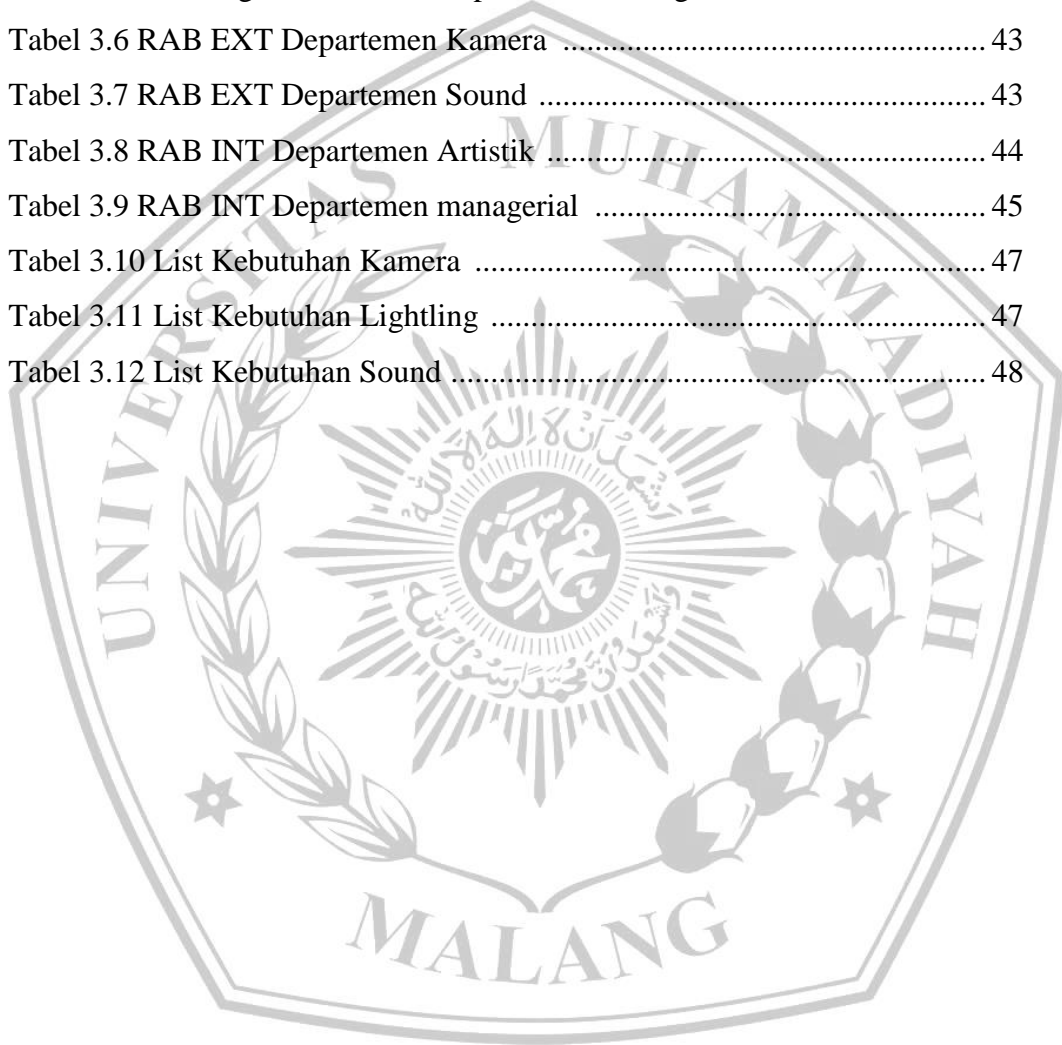 Tabel 3.6 RAB EXT Departemen Kamera ..................................................... 43
Tabel 3.7 RAB EXT Departemen Sound ........................................................ 43
Tabel 3.8 RAB INT Departemen Artistik ....................................................... 44
Tabel 3.9 RAB INT Departemen managerial ................................................. 45
Tabel 3.10 List Kebutuhan Kamera ................................................................ 47
Tabel 3.11 List Kebutuhan Lightling .............................................................. 47
Tabel 3.12 List Kebutuhan Sound ................................................................... 48
UNIVERSITAS MUHAMMADIYAH
MALANG